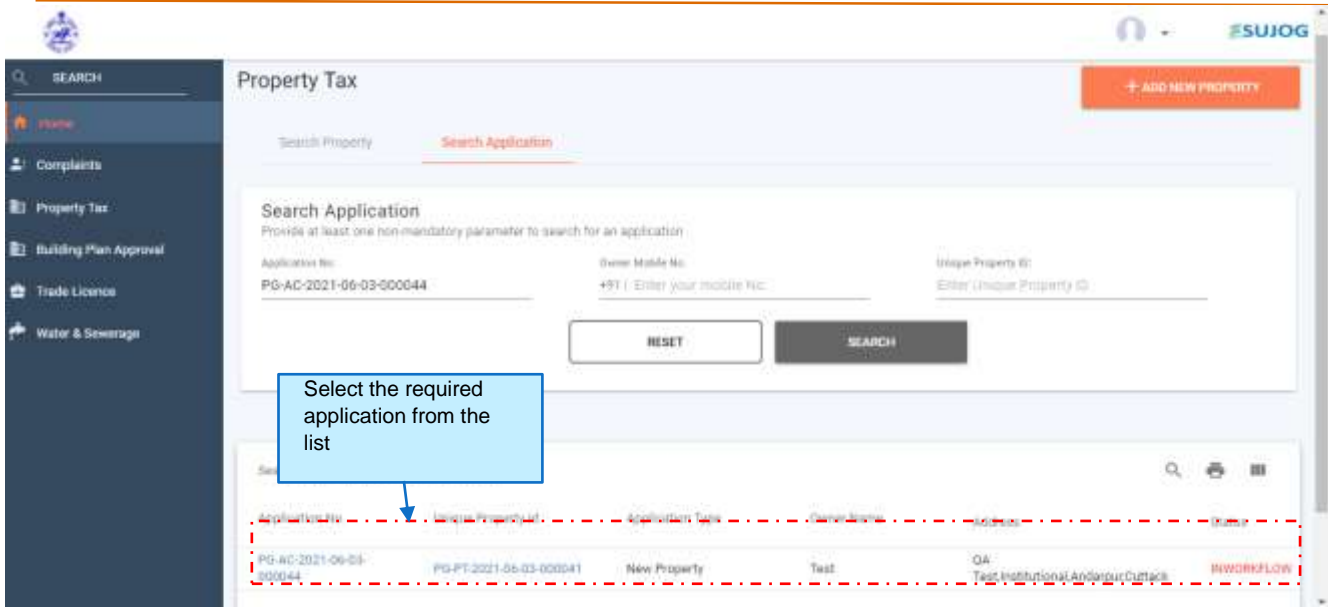 SUJOG
SEARCH
Property Tax
+ ADD NEW PROPERTY
Home
Search Property
Search Application
Complaints
Property Tax
Building Plan Approval
Trade Licence
Water & Sewerage
Search Application
Provide at least one non-mandatory parameter to search for an application
Application No.
Owner Mobile No.
Unique Property ID
PG-AC-2021-06-03-000044
+91 | Enter your mobile No.
Enter Unique Property ID
RESET
SEARCH
Select the required
application from the
list
Application No
Unique Property Id
Application Type
Owner Name
Address
Status
PG-AC-2021-06-03-
000044
PG-PT-2021-06-03-000041
New Property
Test
QA
Test,Institutional,Andarpur,Cuttack
INWORKFLOW